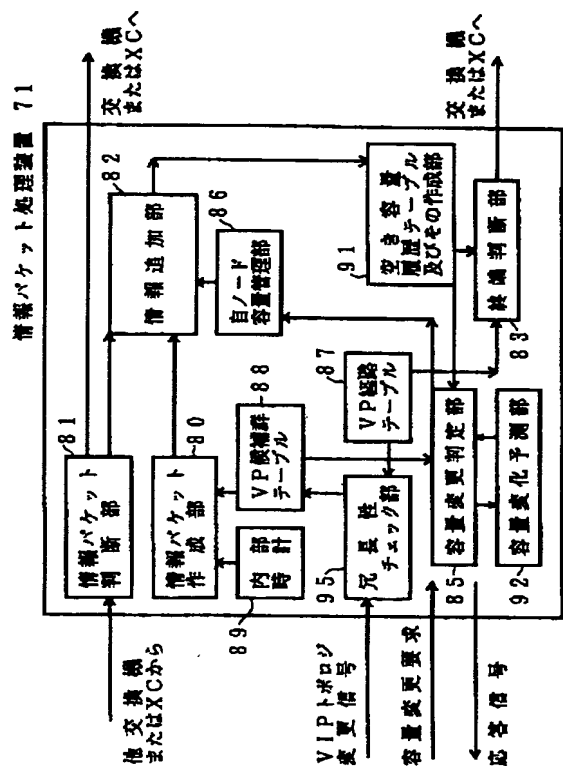 情報パケット処理装置 71
交換機
またはXCへ
交換機
またはXCへ
82
情報追加部
86
自ノード
容量管理部
91
空き容量
履歴テーブル
及びその作成部
終端判断部
83
81
情報パケット
判断部
80
情報パケット
作成部
88
VP候補群
テーブル
87
VP経路
テーブル
89
内部
時計
95
冗長性
チェック部
85
容量変更判定部
92
容量変化予測部
他交換機
またはXCから
VIPトポロジ
変更信号
容量変更要求
応答信号